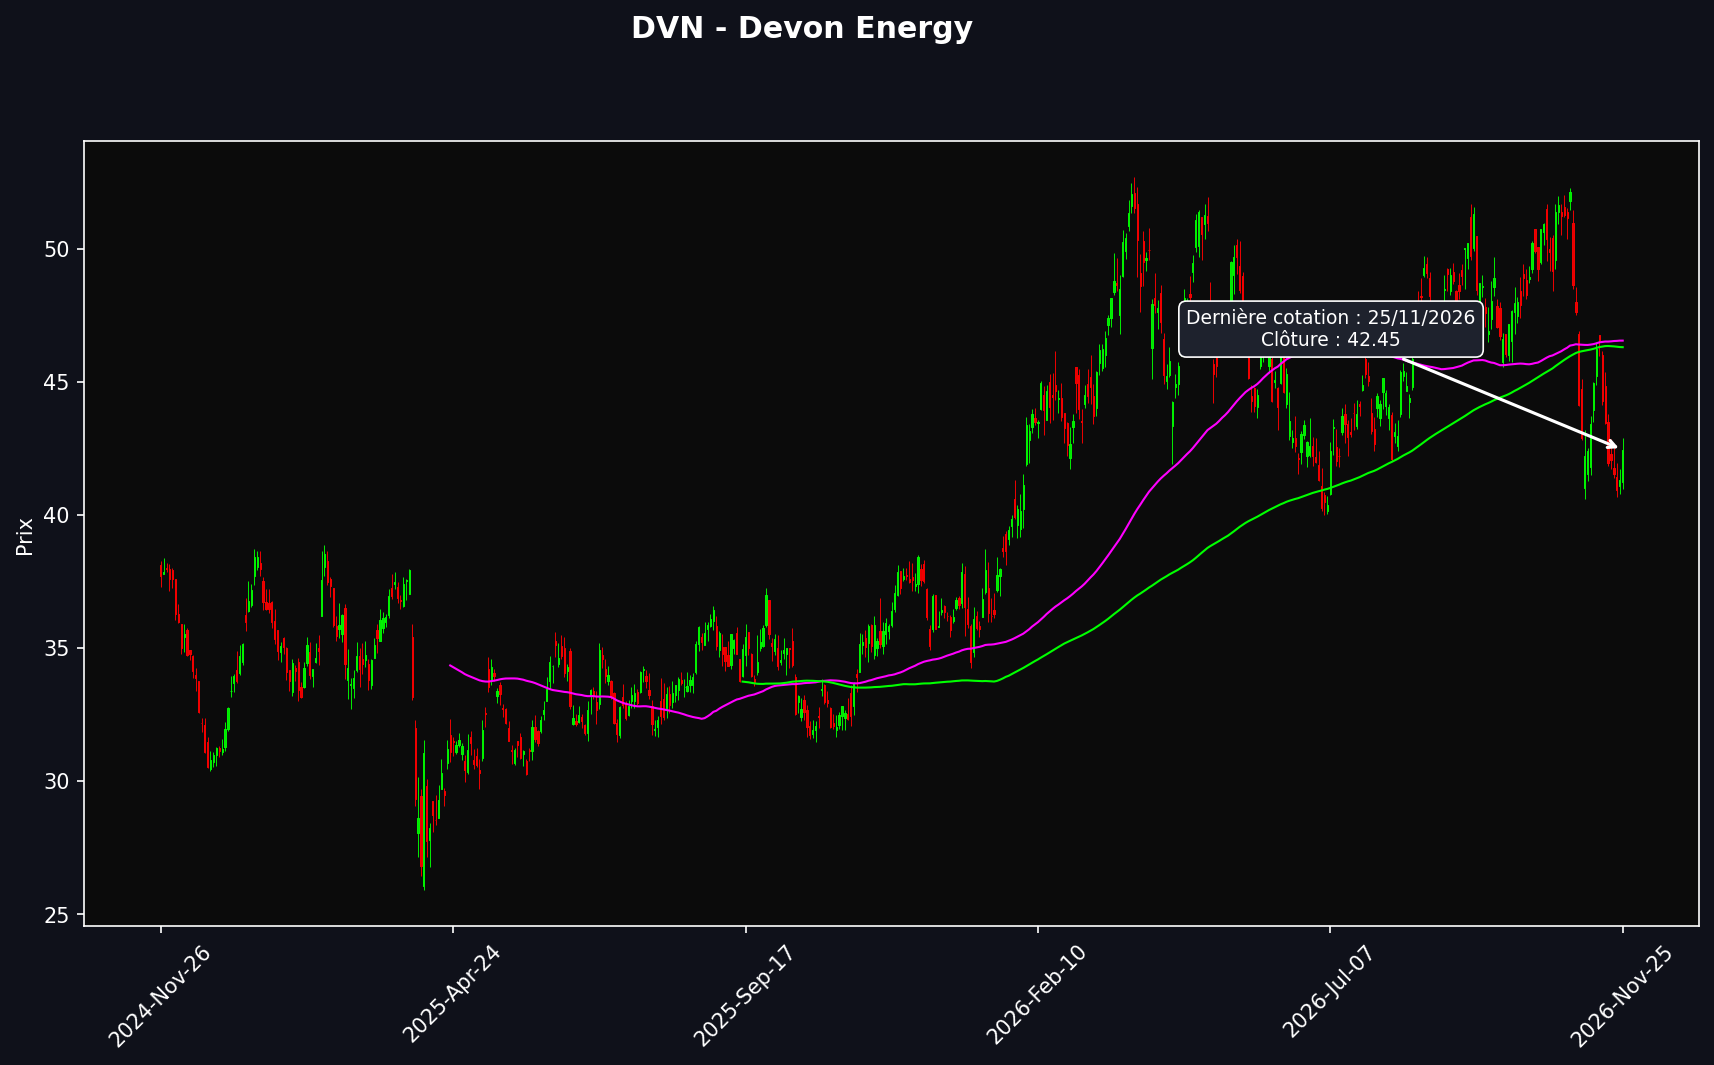 DVN - Devon Energy
Prix
50
45
40
35
30
25
Dernière cotation : 25/11/2026
Clôture : 42.45
2024-Nov-26
2025-Apr-24
2025-Sep-17
2026-Feb-10
2026-Jul-07
2026-Nov-25